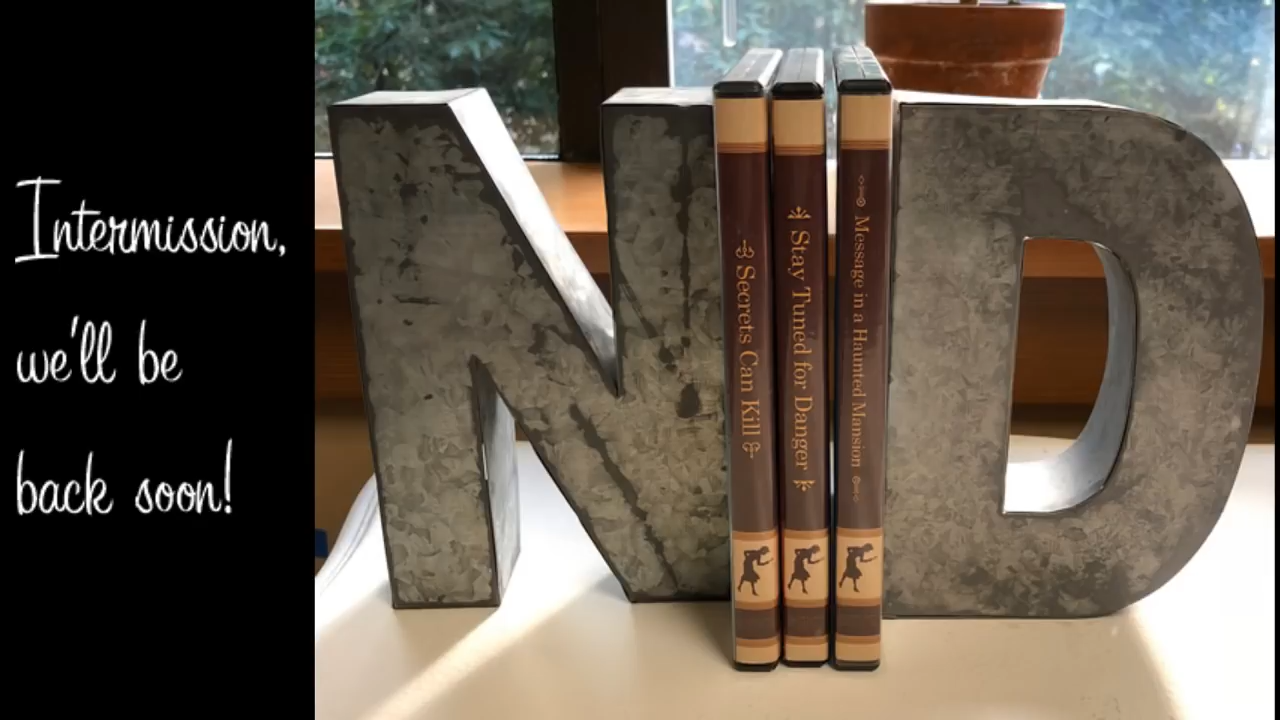 Intermission,
we'll be
back soon!
N
Secrets Can Kill
Stay Tuned for Danger
Message in a Haunted Mansion
D